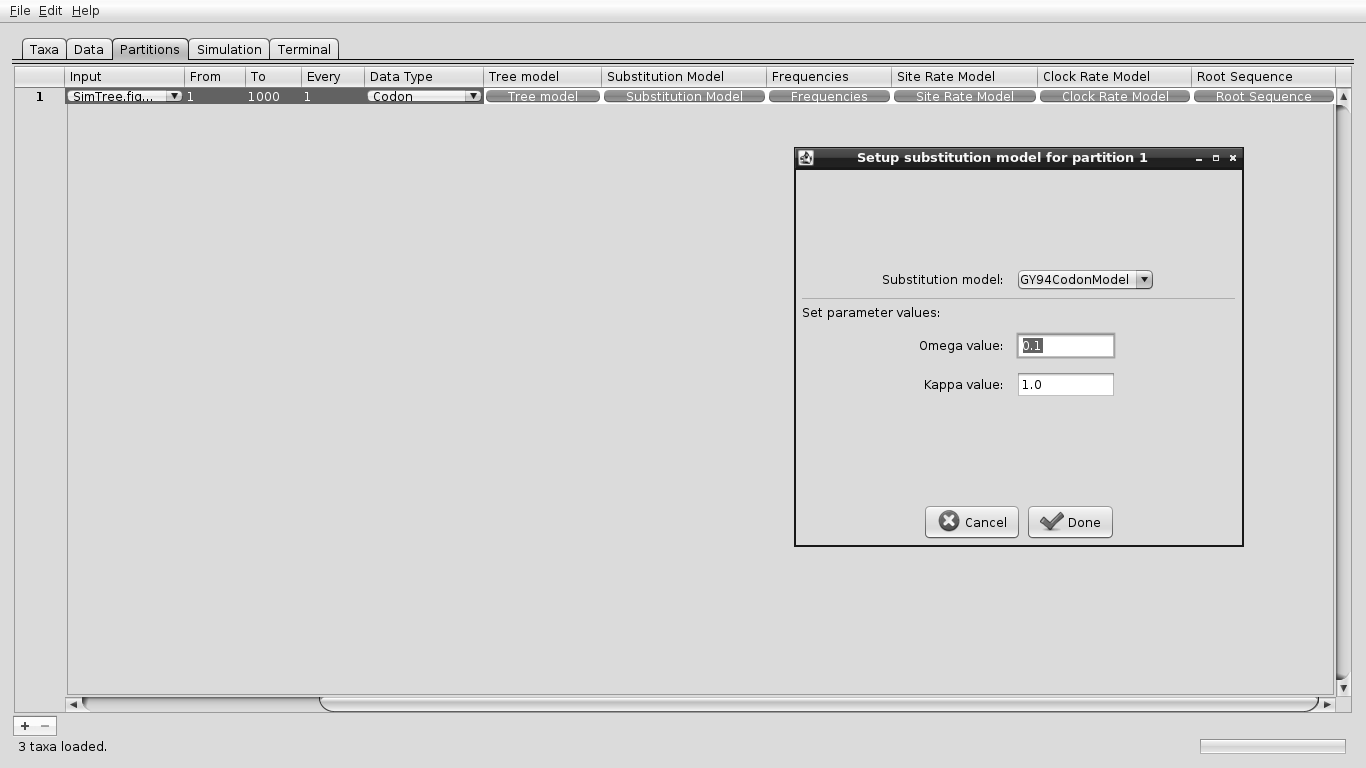 File Edit Help
Taxa Data Partitions Simulation Terminal
Input From To Every Data Type Tree model Substitution Model Frequencies Site Rate Model Clock Rate Model Root Sequence
1 SimTree.fig... 1 1000 1 Codon Tree model Substitution Model Frequencies Site Rate Model Clock Rate Model Root Sequence
Setup substitution model for partition 1
Substitution model: GY94CodonModel
Set parameter values:
Omega value: 0.1
Kappa value: 1.0
Cancel Done
3 taxa loaded.